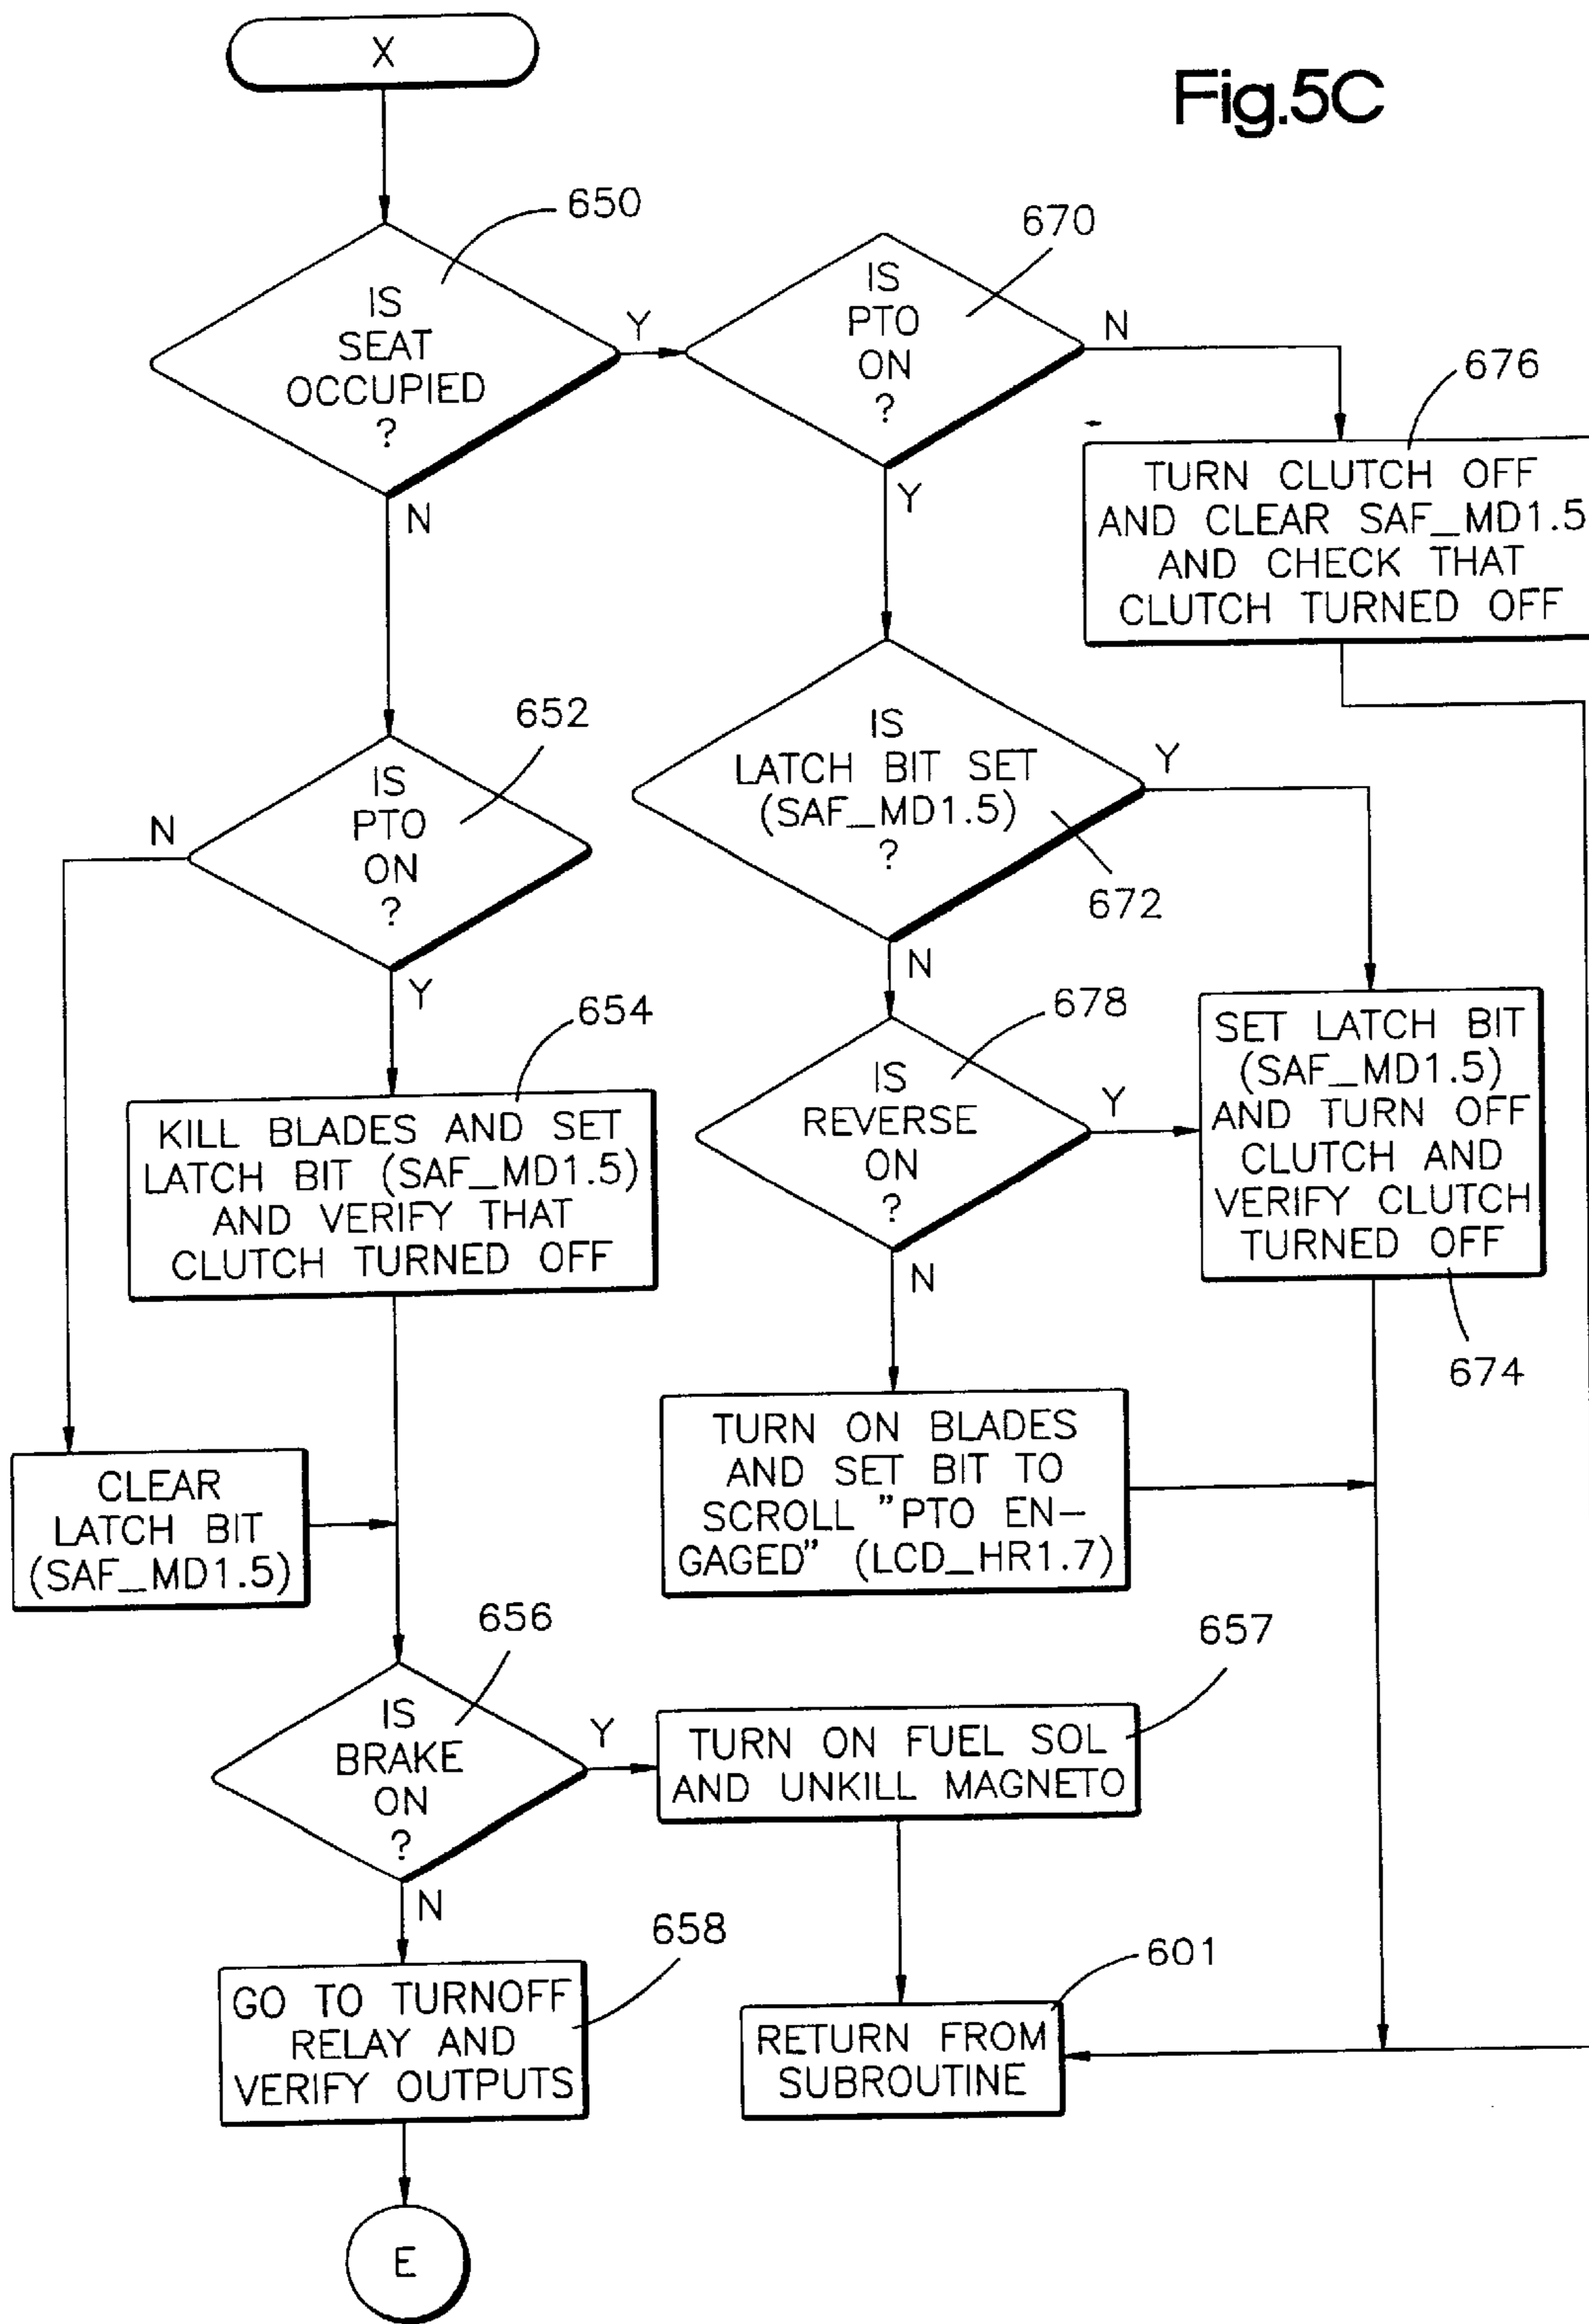 Fig.5C
X
650
IS
SEAT
OCCUPIED
?
Y
N
670
IS
PTO
ON
?
N
Y
676
TURN CLUTCH OFF
AND CLEAR SAF_MD1.5
AND CHECK THAT
CLUTCH TURNED OFF
652
IS
PTO
ON
?
N
Y
IS
LATCH BIT SET
(SAF_MD1.5)
?
Y
672
N
654
KILL BLADES AND SET
LATCH BIT (SAF_MD1.5)
AND VERIFY THAT
CLUTCH TURNED OFF
678
IS
REVERSE
ON
?
Y
N
SET LATCH BIT
(SAF_MD1.5)
AND TURN OFF
CLUTCH AND
VERIFY CLUTCH
TURNED OFF
674
CLEAR
LATCH BIT
(SAF_MD1.5)
TURN ON BLADES
AND SET BIT TO
SCROLL "PTO EN-
GAGED" (LCD_HR1.7)
656
IS
BRAKE
ON
?
Y
N
657
TURN ON FUEL SOL
AND UNKILL MAGNETO
658
GO TO TURNOFF
RELAY AND
VERIFY OUTPUTS
601
RETURN FROM
SUBROUTINE
E